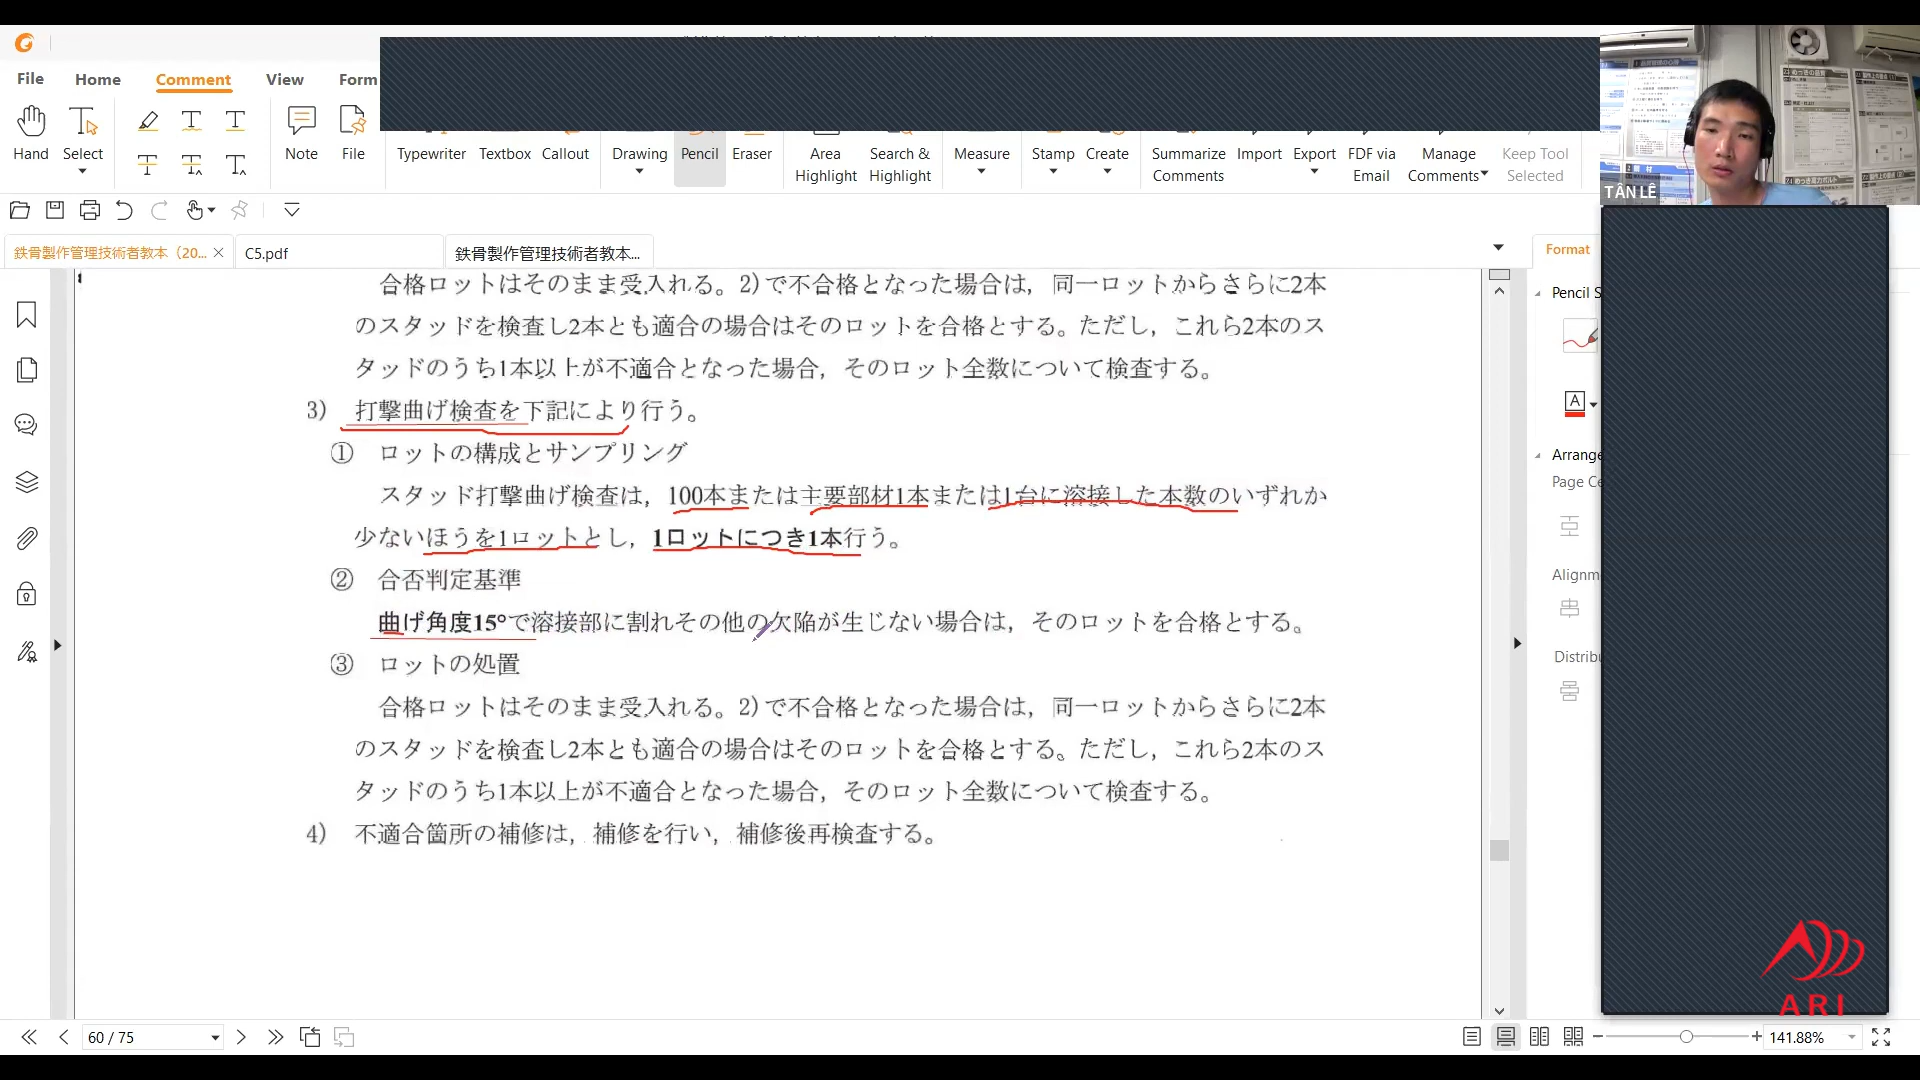 File Home Comment View Form
Hand Select Note File Typewriter Textbox Callout Drawing Pencil Eraser Area Highlight Search & Highlight Measure Stamp Create Summarize Comments Import Export FDF via Email Manage Comments Keep Tool Selected
TÂN LÊ
鉄骨製作管理技術者教本（20... C5.pdf 鉄骨製作管理技術者教本...
Format
Pencil S
Arrange
Page Ce
Alignm
Distribu
合格ロットはそのまま受入れる。2)で不合格となった場合は，同一ロットからさらに2本
のスタッドを検査し2本とも適合の場合はそのロットを合格とする。ただし，これら2本のス
タッドのうち1本以上が不適合となった場合，そのロット全数について検査する。
3) 打撃曲げ検査を下記により行う。
① ロットの構成とサンプリング
スタッド打撃曲げ検査は，100本または主要部材1本または1台に溶接した本数のいずれか
少ないほうを1ロットとし，1ロットにつき1本行う。
② 合否判定基準
曲げ角度15°で溶接部に割れその他の欠陥が生じない場合は，そのロットを合格とする。
③ ロットの処置
合格ロットはそのまま受入れる。2)で不合格となった場合は，同一ロットからさらに2本
のスタッドを検査し2本とも適合の場合はそのロットを合格とする。ただし，これら2本のス
タッドのうち1本以上が不適合となった場合，そのロット全数について検査する。
4) 不適合箇所の補修は，補修を行い，補修後再検査する。
ARI
60 / 75
141.88%